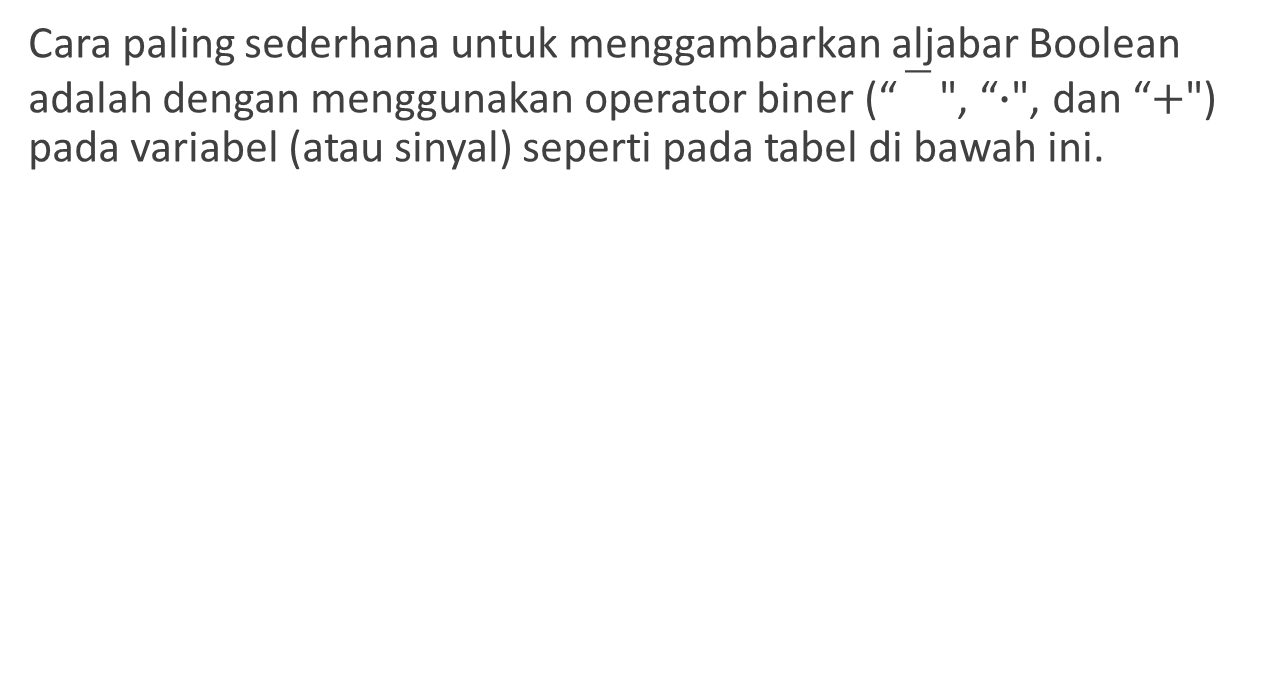 Cara paling sederhana untuk menggambarkan aljabar Boolean
adalah dengan menggunakan operator biner (“ ¯ ", “·", dan “+")
pada variabel (atau sinyal) seperti pada tabel di bawah ini.